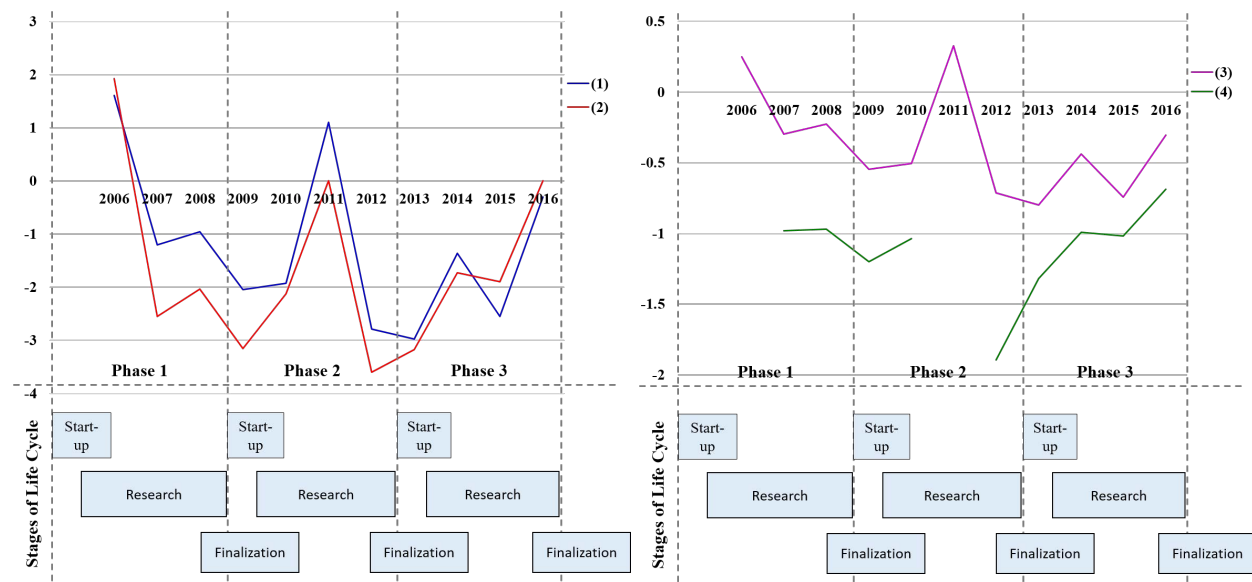 3
2
1
0
-1
-2
-3
-4
2006 2007 2008 2009 2010 2011 2012 2013 2014 2015 2016
(1)
(2)
Phase 1 Phase 2 Phase 3
Stages of Life Cycle
Start-
up
Start-
up
Start-
up
Research Research Research
Finalization Finalization Finalization
0.5
0
-0.5
-1
-1.5
-2
2006 2007 2008 2009 2010 2011 2012 2013 2014 2015 2016
(3)
(4)
Phase 1 Phase 2 Phase 3
Stages of Life Cycle
Start-
up
Start-
up
Start-
up
Research Research Research
Finalization Finalization Finalization